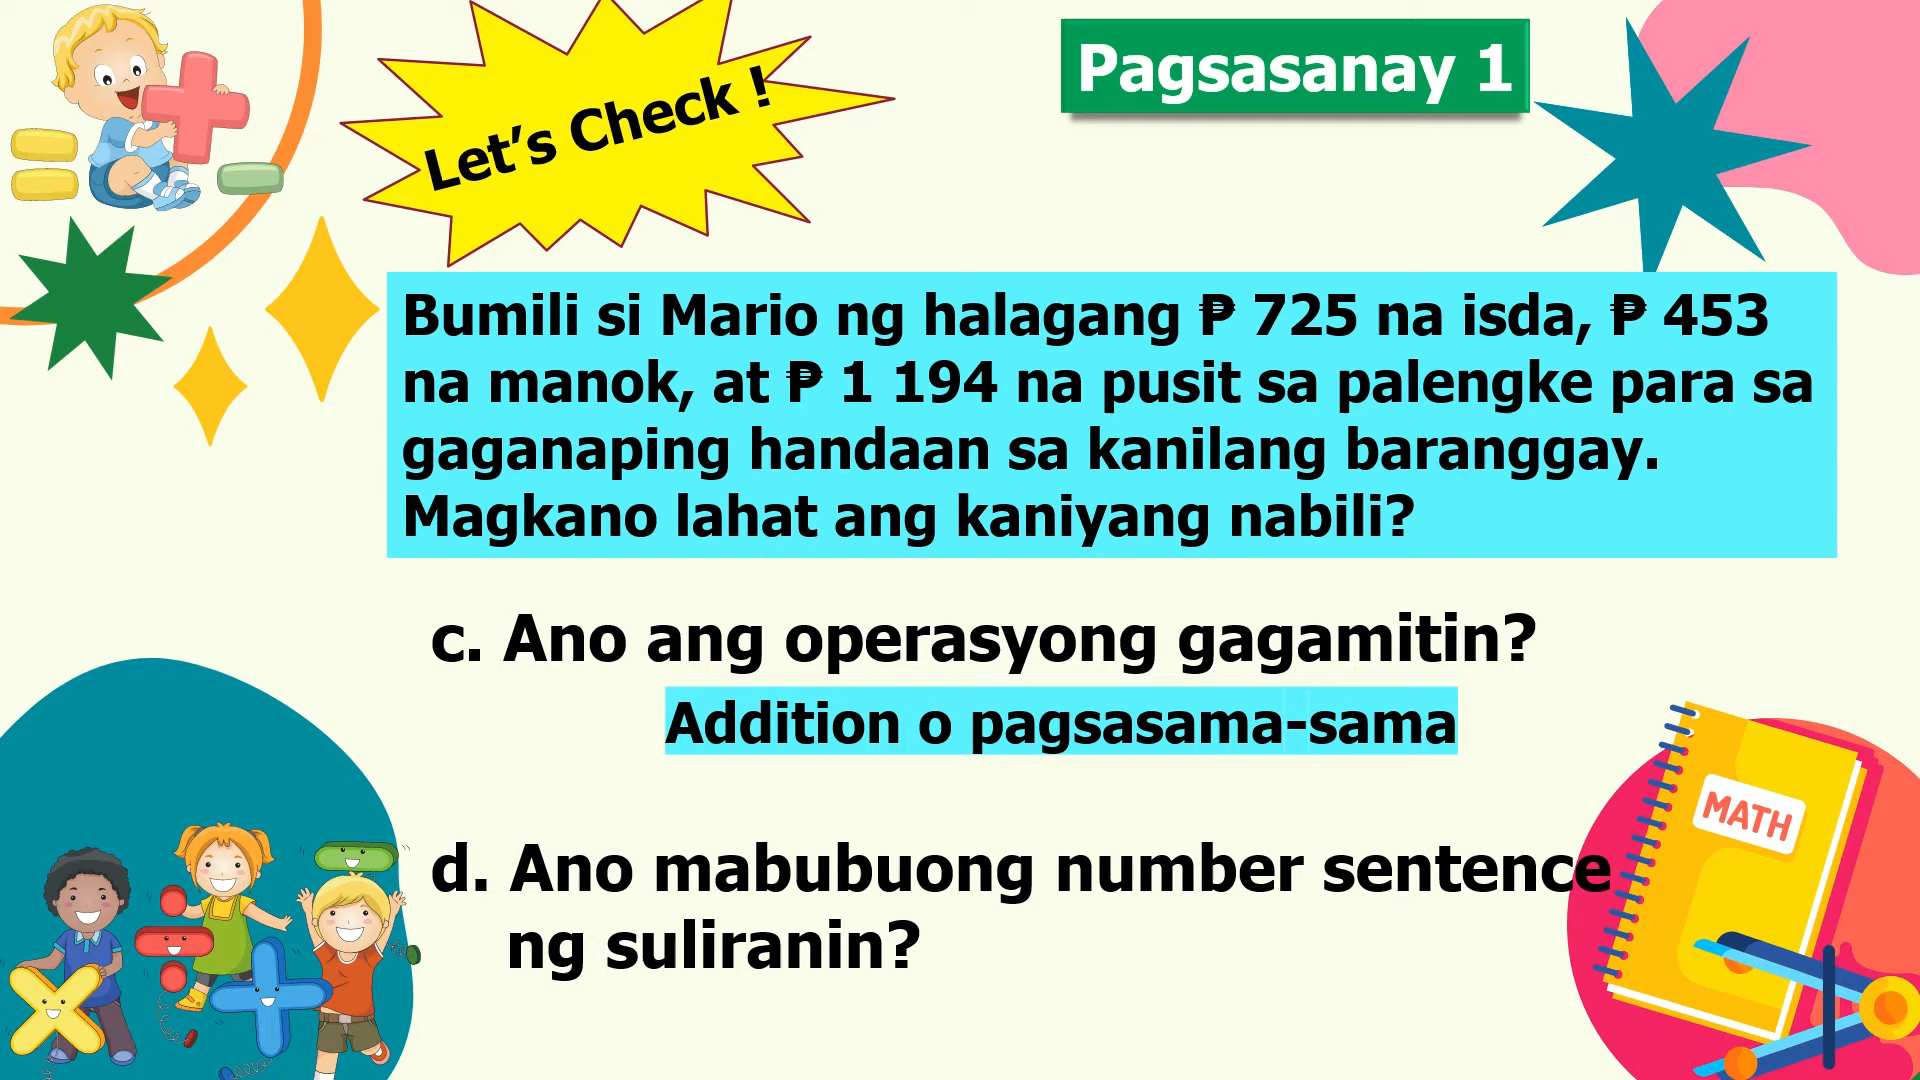 Let’s Check !
Pagsasanay 1
Bumili si Mario ng halagang ₱ 725 na isda, ₱ 453
na manok, at ₱ 1 194 na pusit sa palengke para sa
gaganaping handaan sa kanilang baranggay.
Magkano lahat ang kaniyang nabili?
c. Ano ang operasyong gagamitin?
Addition o pagsasama-sama
d. Ano mabubuong number sentence
ng suliranin?
MATH